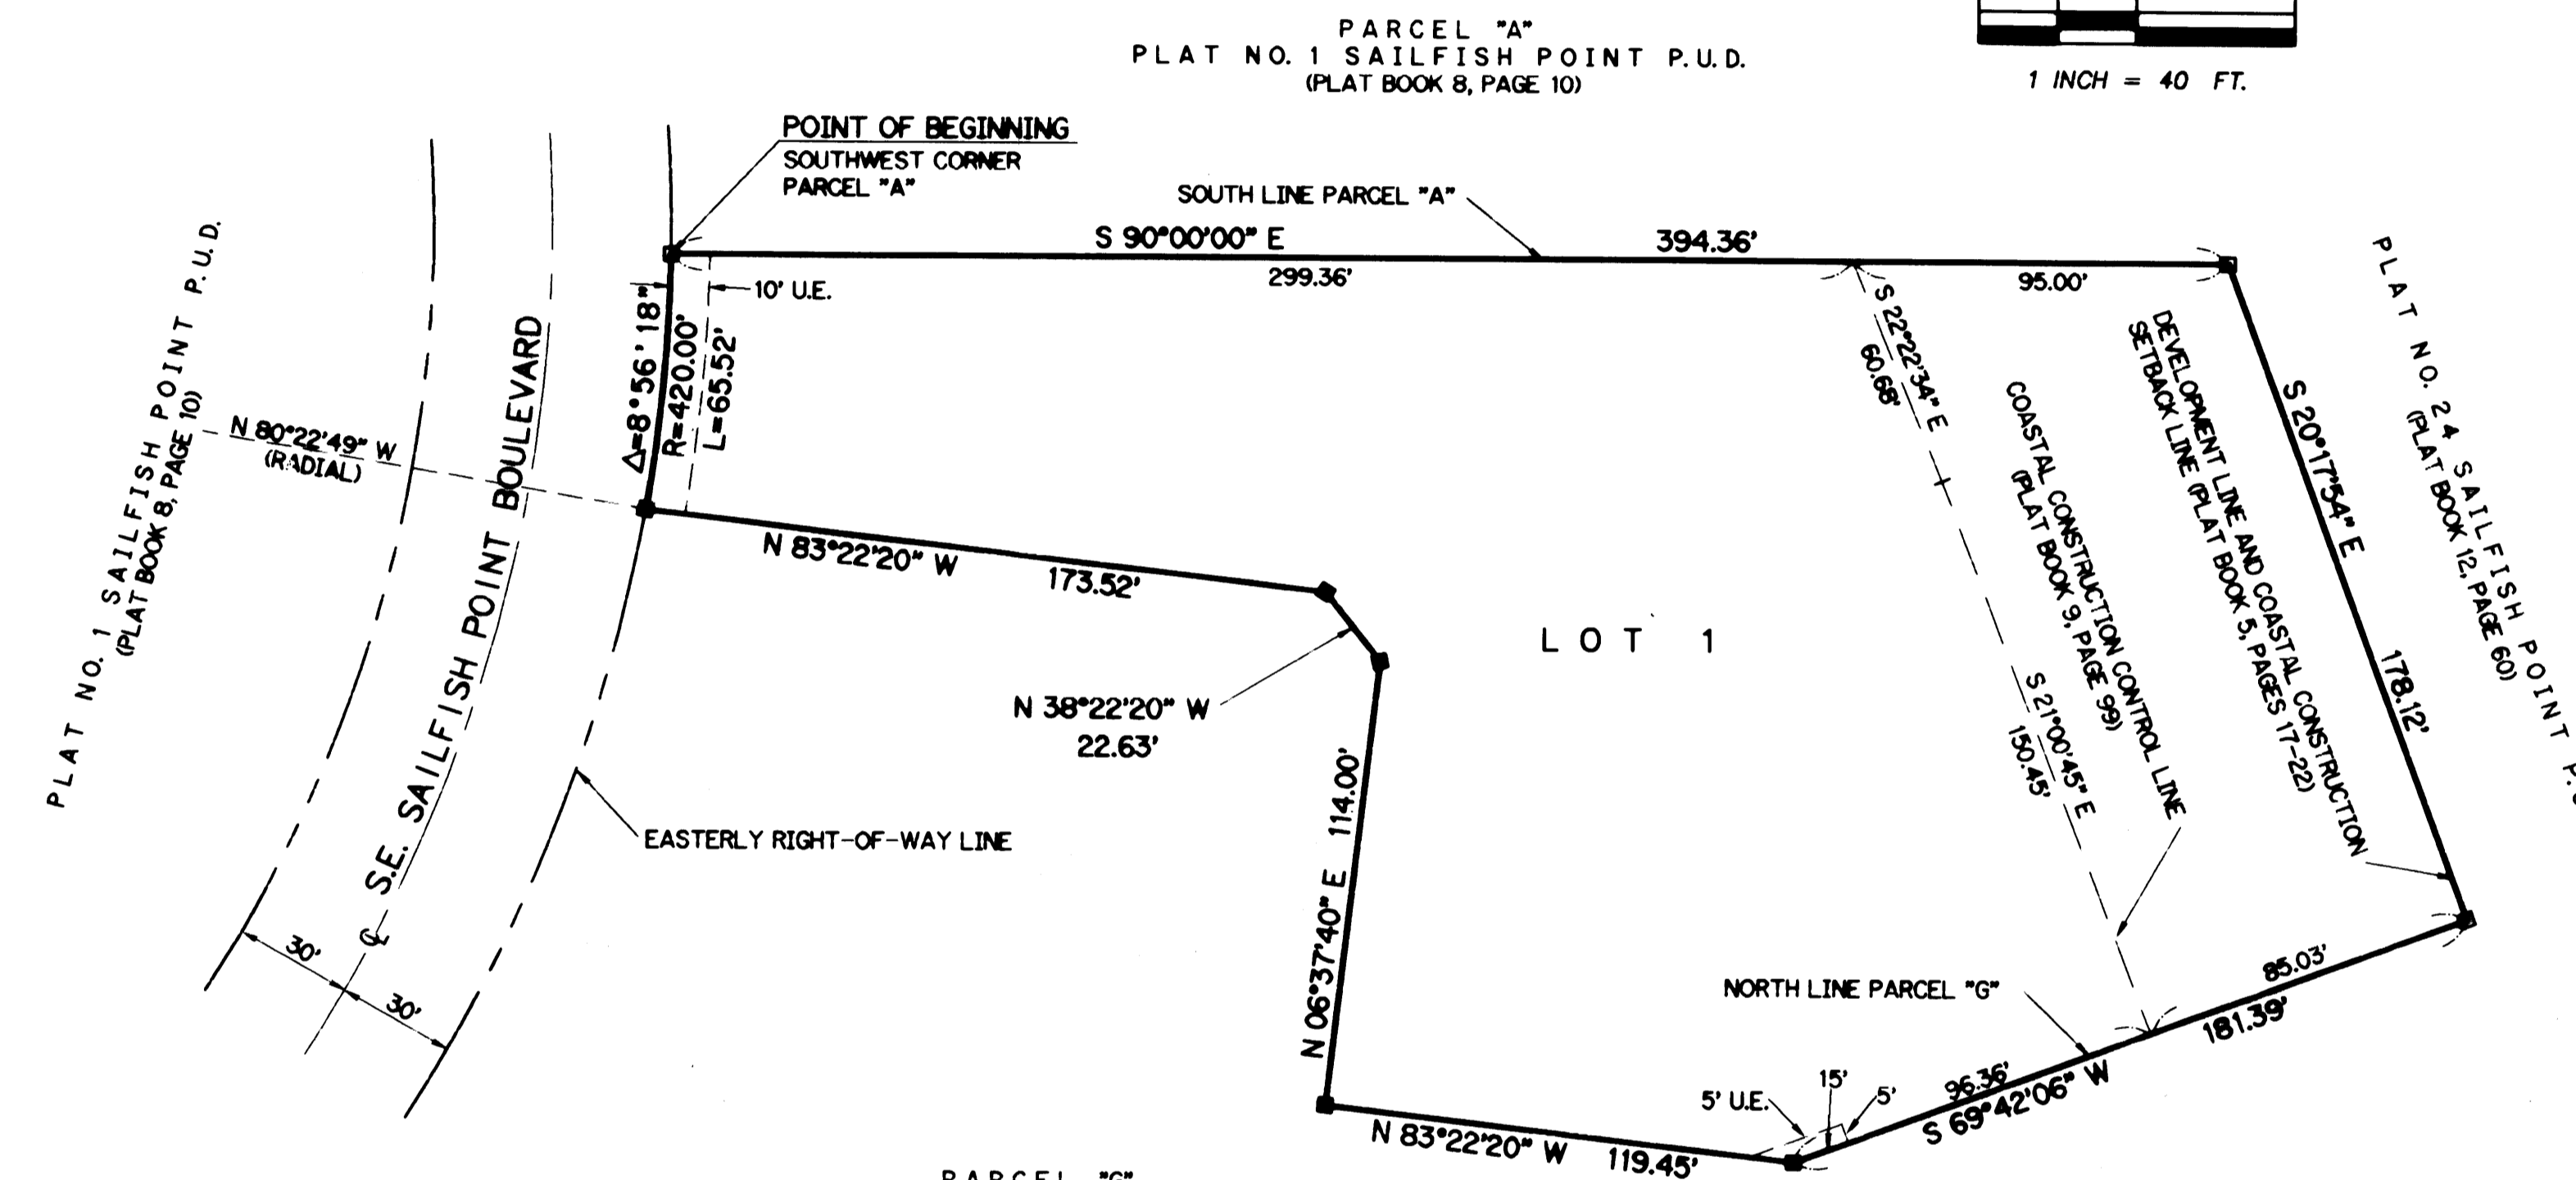 PARCEL "A"
PLAT NO. 1 SAILFISH POINT P.U.D.
(PLAT BOOK 8, PAGE 10)
1 INCH = 40 FT.
POINT OF BEGINNING
SOUTHWEST CORNER
PARCEL "A"
SOUTH LINE PARCEL "A"
S 90°00'00" E
394.36'
299.36'
95.00'
10' U.E.
Δ=8°56'18"
R=420.00'
L=65.52'
PLAT NO. 1 SAILFISH POINT P.U.D.
(PLAT BOOK 8, PAGE 10)
N 80°22'49" W
(RADIAL)
S.E. SAILFISH POINT BOULEVARD
S 22°22'34" E
60.68'
COASTAL CONSTRUCTION CONTROL LINE
(PLAT BOOK 9, PAGE 99)
DEVELOPMENT LINE AND COASTAL CONSTRUCTION
SETBACK LINE (PLAT BOOK 5, PAGES 17-22)
S 20°17'54" E
178.12'
PLAT NO. 24 SAILFISH POINT P.
(PLAT BOOK 12, PAGE 60)
N 83°22'20" W
173.52'
LOT 1
N 38°22'20" W
22.63'
S 21°00'45" E
150.45'
N 06°37'40" E 114.00'
EASTERLY RIGHT-OF-WAY LINE
30'
30'
NORTH LINE PARCEL "G"
85.03'
181.39'
96.36'
S 69°42'06" W
5' U.E.
15'
5'
N 83°22'20" W
119.45'
PARCEL "G"